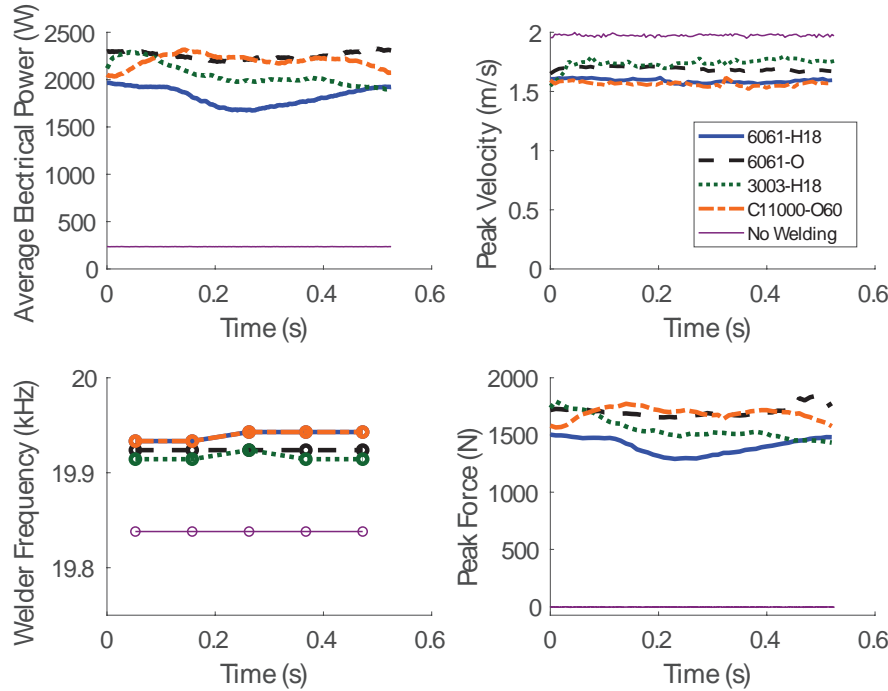 Average Electrical Power (W)
2500
2000
1500
1000
500
0
0
0.2
0.4
0.6
Time (s)
Peak Velocity (m/s)
2
1.5
1
0.5
0
0
0.2
0.4
0.6
Time (s)
6061-H18
6061-O
3003-H18
C11000-O60
No Welding
Welder Frequency (kHz)
20
19.9
19.8
0
0.2
0.4
0.6
Time (s)
Peak Force (N)
2000
1500
1000
500
0
0
0.2
0.4
0.6
Time (s)